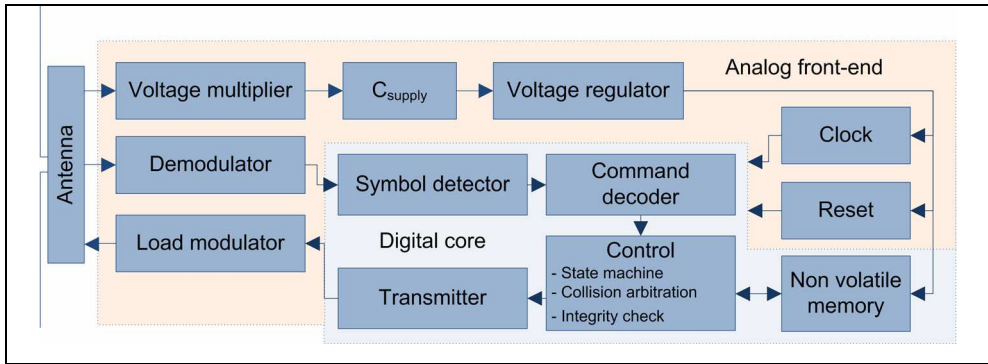 Antenna
Voltage multiplier
C supply
Voltage regulator
Analog front-end
Demodulator
Symbol detector
Command
decoder
Clock
Reset
Load modulator
Digital core
Transmitter
Control
- State machine
- Collision arbitration
- Integrity check
Non volatile
memory